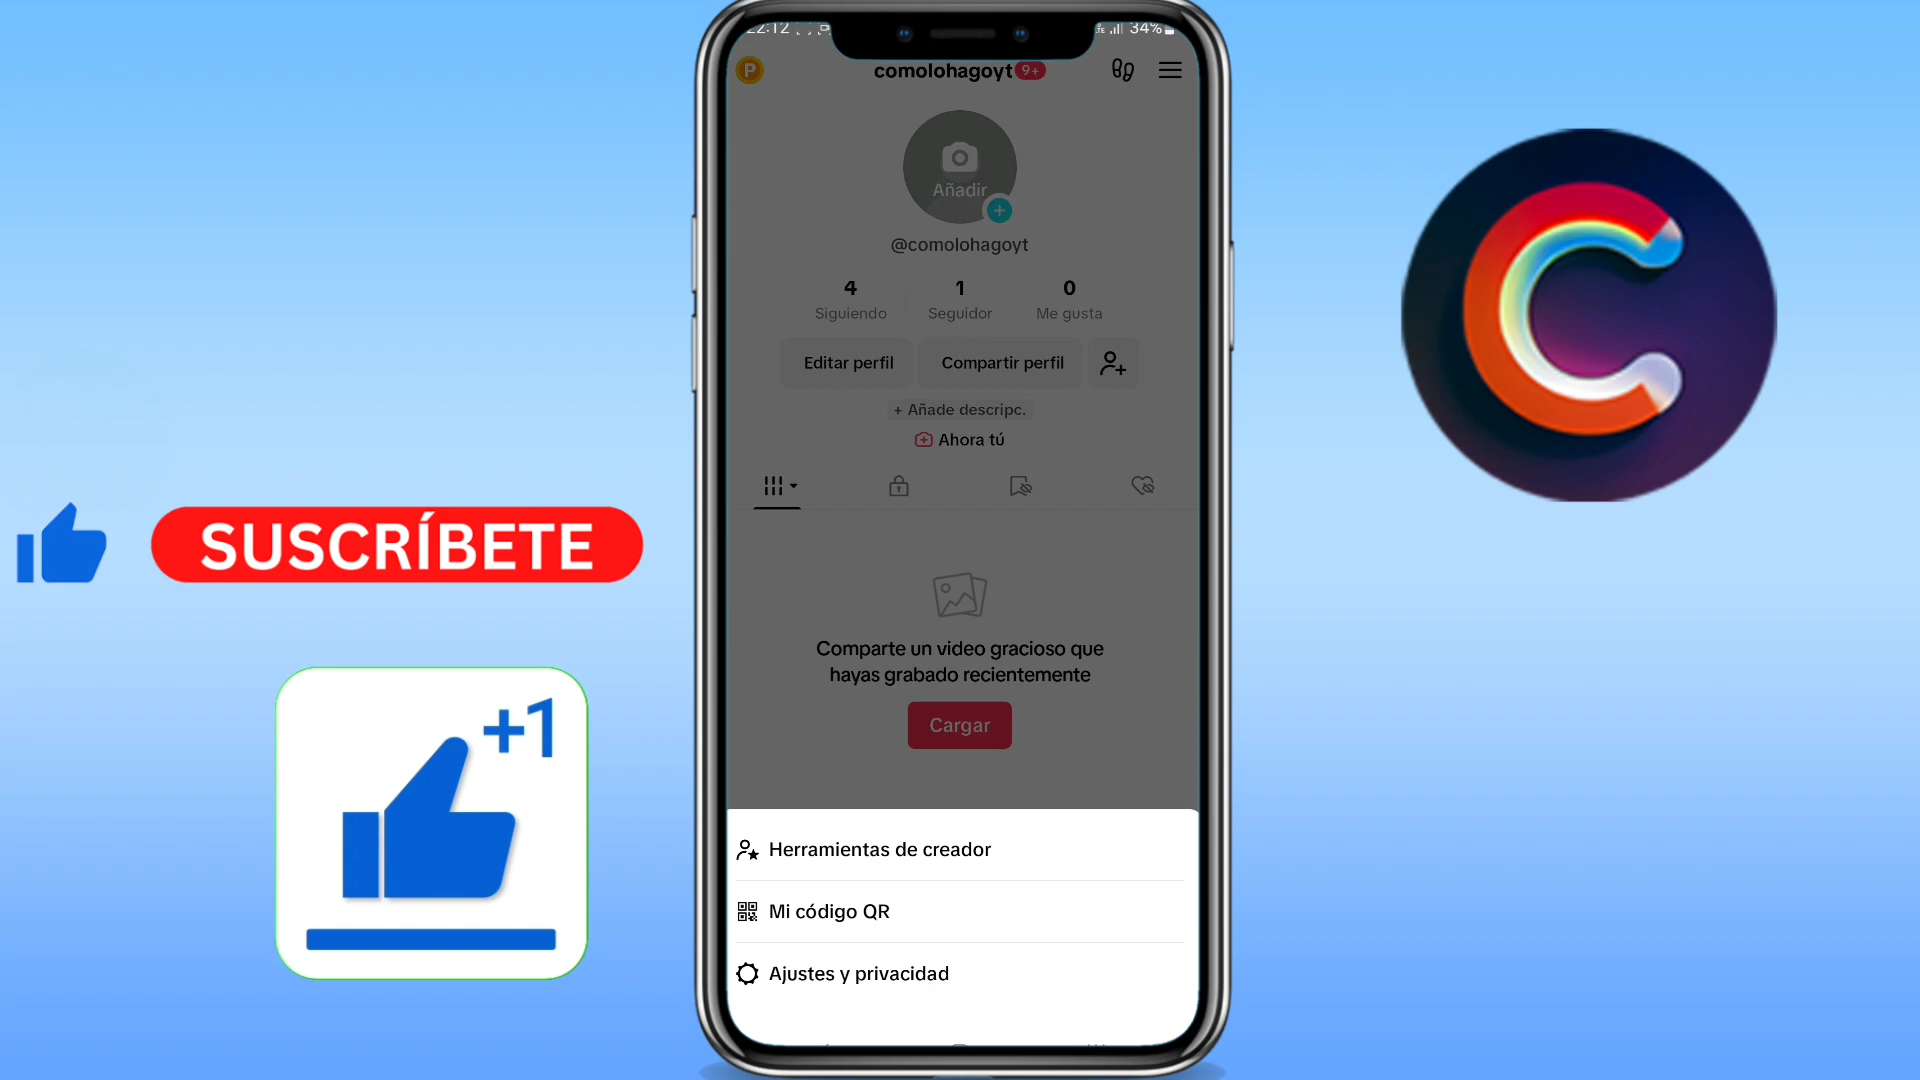 22:12
34%
P
comolohagoyt 9+
Añadir
@comolohagoyt
4 1 0
Siguiendo Seguidor Me gusta
Editar perfil Compartir perfil
+ Añade descripc.
Ahora tú
SUSCRÍBETE
Comparte un video gracioso que
hayas grabado recientemente
Cargar
+1
Herramientas de creador
Mi código QR
Ajustes y privacidad